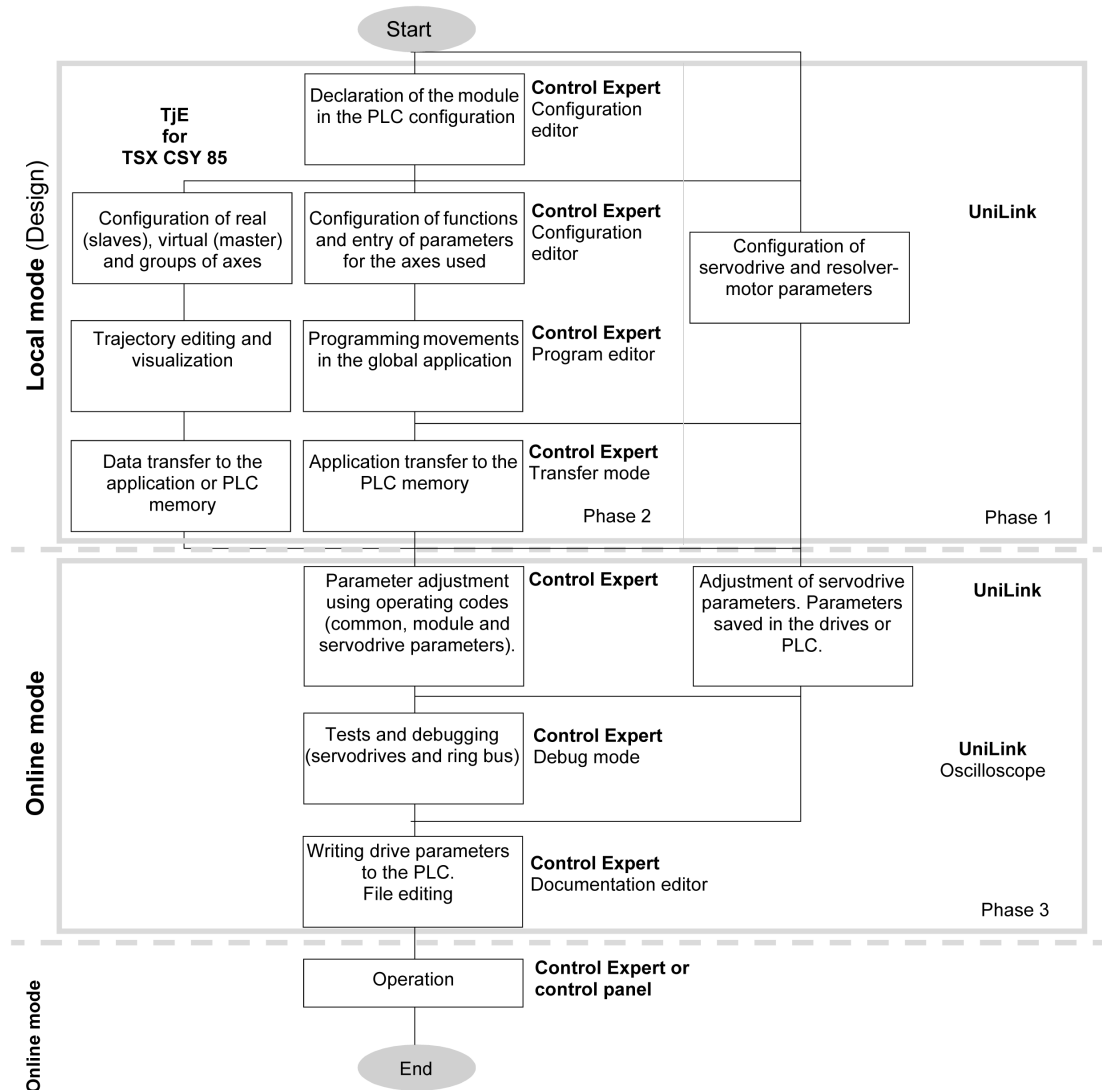 Start
Local mode (Design)
TjE
for
TSX CSY 85
Declaration of the module
in the PLC configuration
Control Expert
Configuration
editor
Configuration of real
(slaves), virtual (master)
and groups of axes
Configuration of functions
and entry of parameters
for the axes used
Control Expert
Configuration
editor
UniLink
Configuration of
servodrive and resolver-
motor parameters
Trajectory editing and
visualization
Programming movements
in the global application
Control Expert
Program editor
Data transfer to the
application or PLC
memory
Application transfer to the
PLC memory
Control Expert
Transfer mode
Phase 2
Phase 1
Online mode
Parameter adjustment
using operating codes
(common, module and
servodrive parameters).
Control Expert
Adjustment of servodrive
parameters. Parameters
saved in the drives or
PLC.
UniLink
Tests and debugging
(servodrives and ring bus)
Control Expert
Debug mode
UniLink
Oscilloscope
Writing drive parameters
to the PLC.
File editing
Control Expert
Documentation editor
Phase 3
Online mode
Operation
Control Expert or
control panel
End